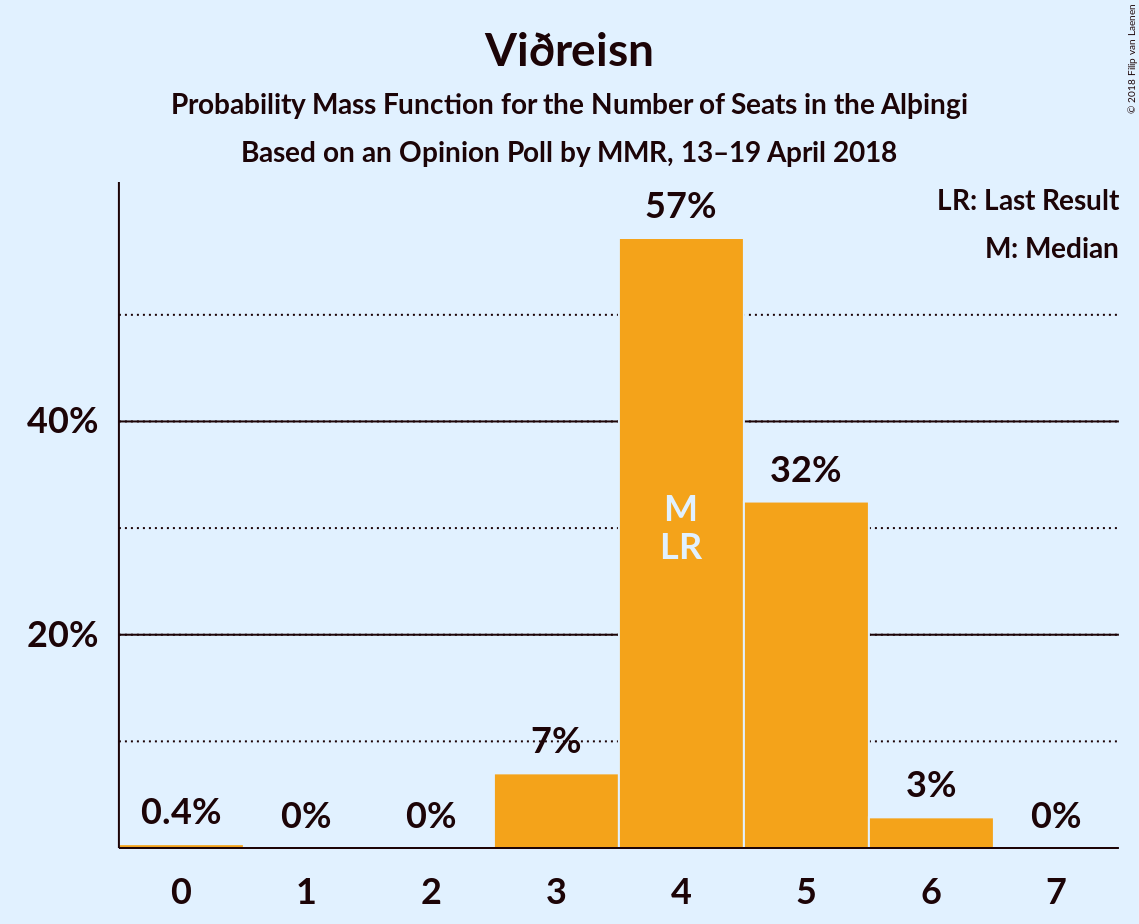 Viðreisn
Probability Mass Function for the Number of Seats in the Alþingi
Based on an Opinion Poll by MMR, 13–19 April 2018
© 2018 Filip van Laenen
LR: Last Result
M: Median
57%
40%
32%
M
LR
20%
7%
3%
0.4%
0%
0%
0%
0
1
2
3
4
5
6
7